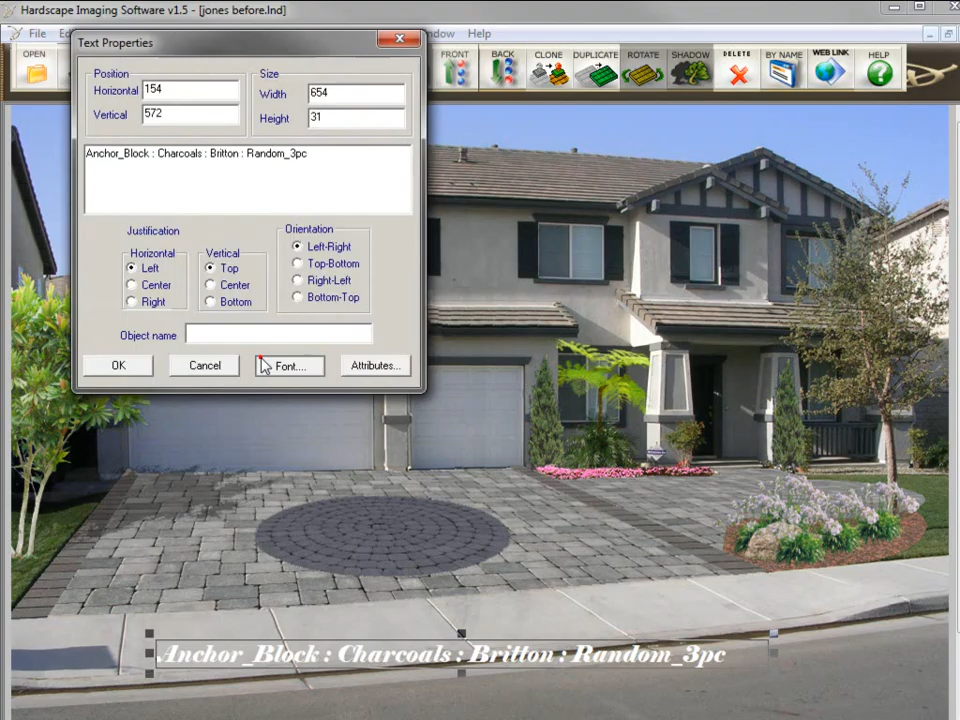 Hardscape Imaging Software v1.5 - [jones before.lnd]
File
Help
OPEN
FRONT
BACK
CLONE
DUPLICATE
ROTATE
SHADOW
DELETE
BY NAME
WEB LINK
HELP
Text Properties
Position
Horizontal 154
Vertical 572
Size
Width 654
Height 31
Anchor_Block : Charcoals : Britton : Random_3pc
Justification
Horizontal
Left
Center
Right
Vertical
Top
Center
Bottom
Orientation
Left-Right
Top-Bottom
Right-Left
Bottom-Top
Object name
OK
Cancel
Font....
Attributes...
Anchor_Block : Charcoals : Britton : Random_3pc